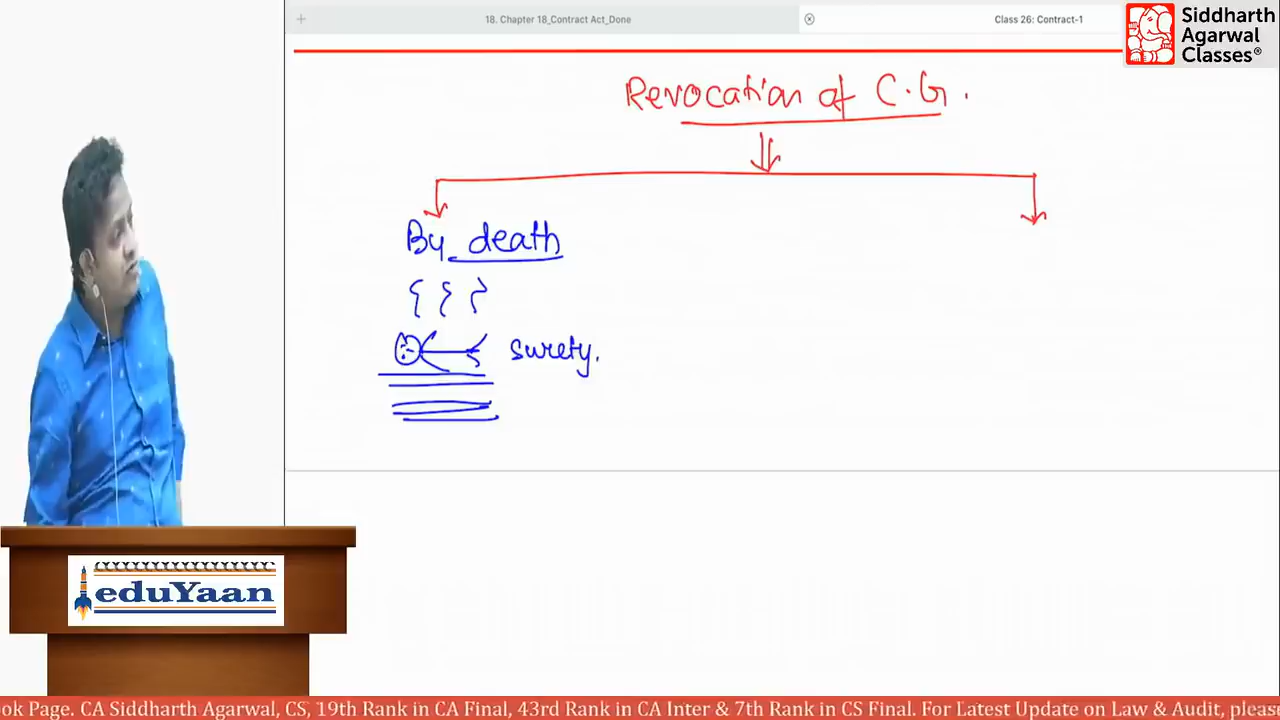 18. Chapter 18_Contract Act_Done
Class 26: Contract-1
Siddharth
Agarwal
Classes®
Revocation of C.G.
By death
surety.
eduYaan
ok Page. CA Siddharth Agarwal, CS, 19th Rank in CA Final, 43rd Rank in CA Inter & 7th Rank in CS Final. For Latest Update on Law & Audit, please